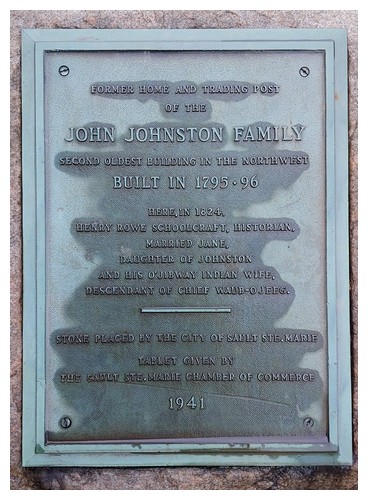 FORMER HOME AND TRADING POST
OF THE
JOHN JOHNSTON FAMILY
SECOND OLDEST BUILDING IN THE NORTHWEST
BUILT IN 1795·96
HERE, IN 1824,
HENRY ROWE SCHOOLCRAFT, HISTORIAN,
MARRIED JANE,
DAUGHTER OF JOHNSTON
AND HIS O'JIBWAY INDIAN WIFE,
DESCENDANT OF CHIEF WAUB-OJEEG.
STONE PLACED BY THE CITY OF SAULT STE. MARIE
TABLET GIVEN BY
THE SAULT STE. MARIE CHAMBER OF COMMERCE
1941